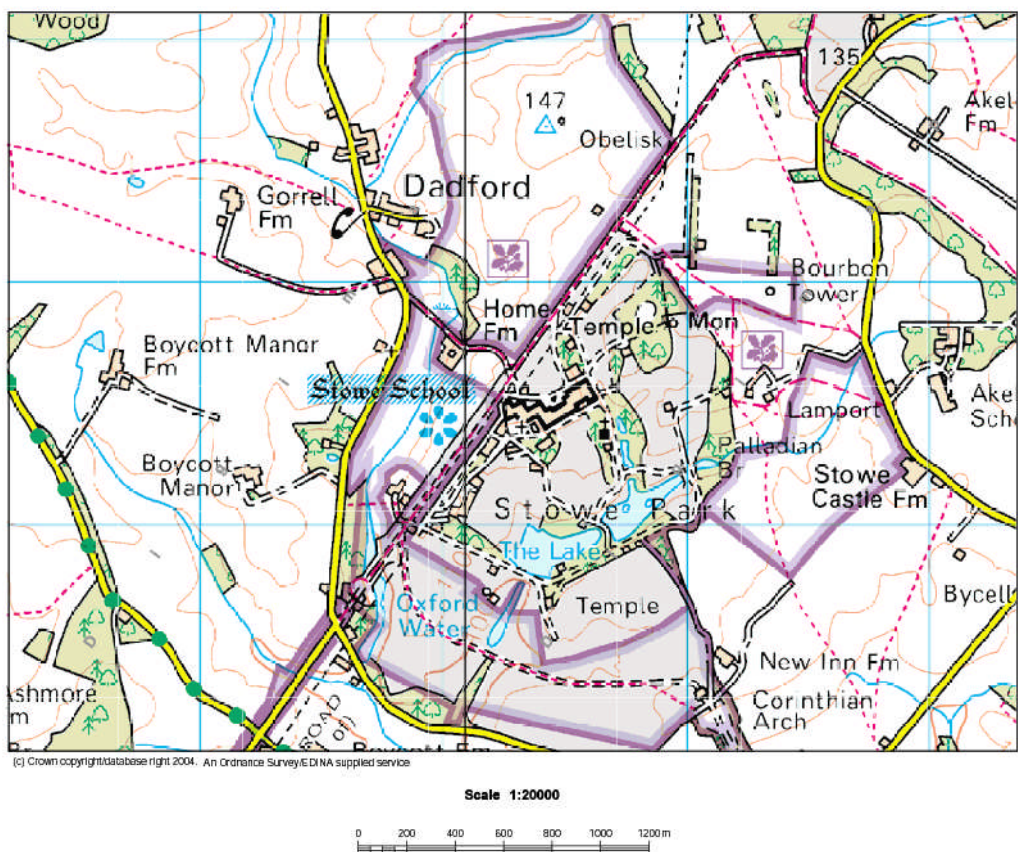 Wood
135
Akel
Fm
147
Obelisk
Dadford
Gorrell
Fm
Bourbon
Tower
Home
Fm
Temple
Mon
Boycott Manor
Fm
Stowe School
Lamport
Ake
Sch
Palladian
Br
Boycott
Manor
Stowe
Castle Fm
Stowe Park
The Lake
Oxford
Water
Temple
Bycell
New Inn Fm
Ashmore
m
Corinthian
Arch
ROAD
Boycott Fm
(c) Crown copyright/database right 2004. An Ordnance Survey/EDINA supplied service
Scale 1:20000
0 200 400 600 800 1000 1200m